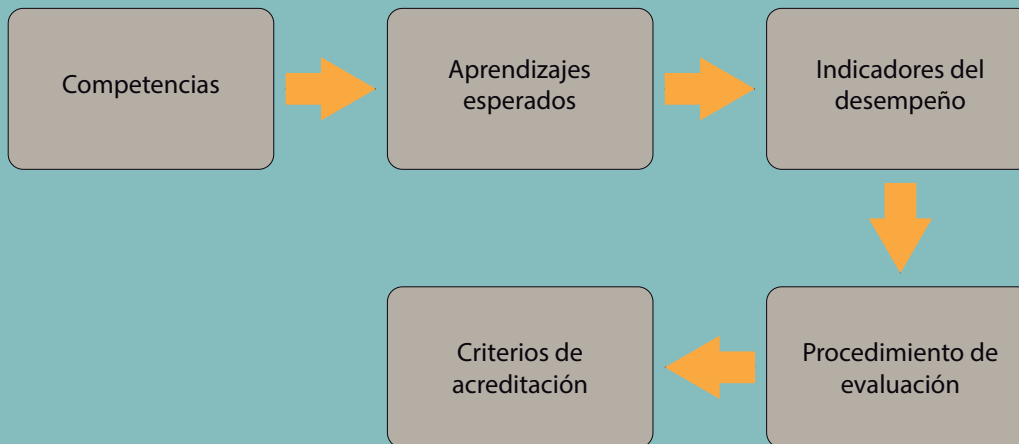 Competencias
Aprendizajes
esperados
Indicadores del
desempeño
Criterios de
acreditación
Procedimiento de
evaluación